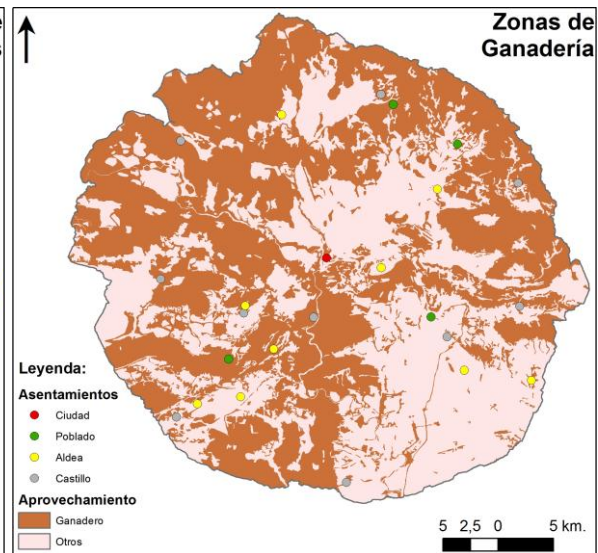 e
s
Zonas de
Ganadería
Leyenda:
Asentamientos
Ciudad
Poblado
Aldea
Castillo
Aprovechamiento
Ganadero
Otros
5 2,5 0 5 km.